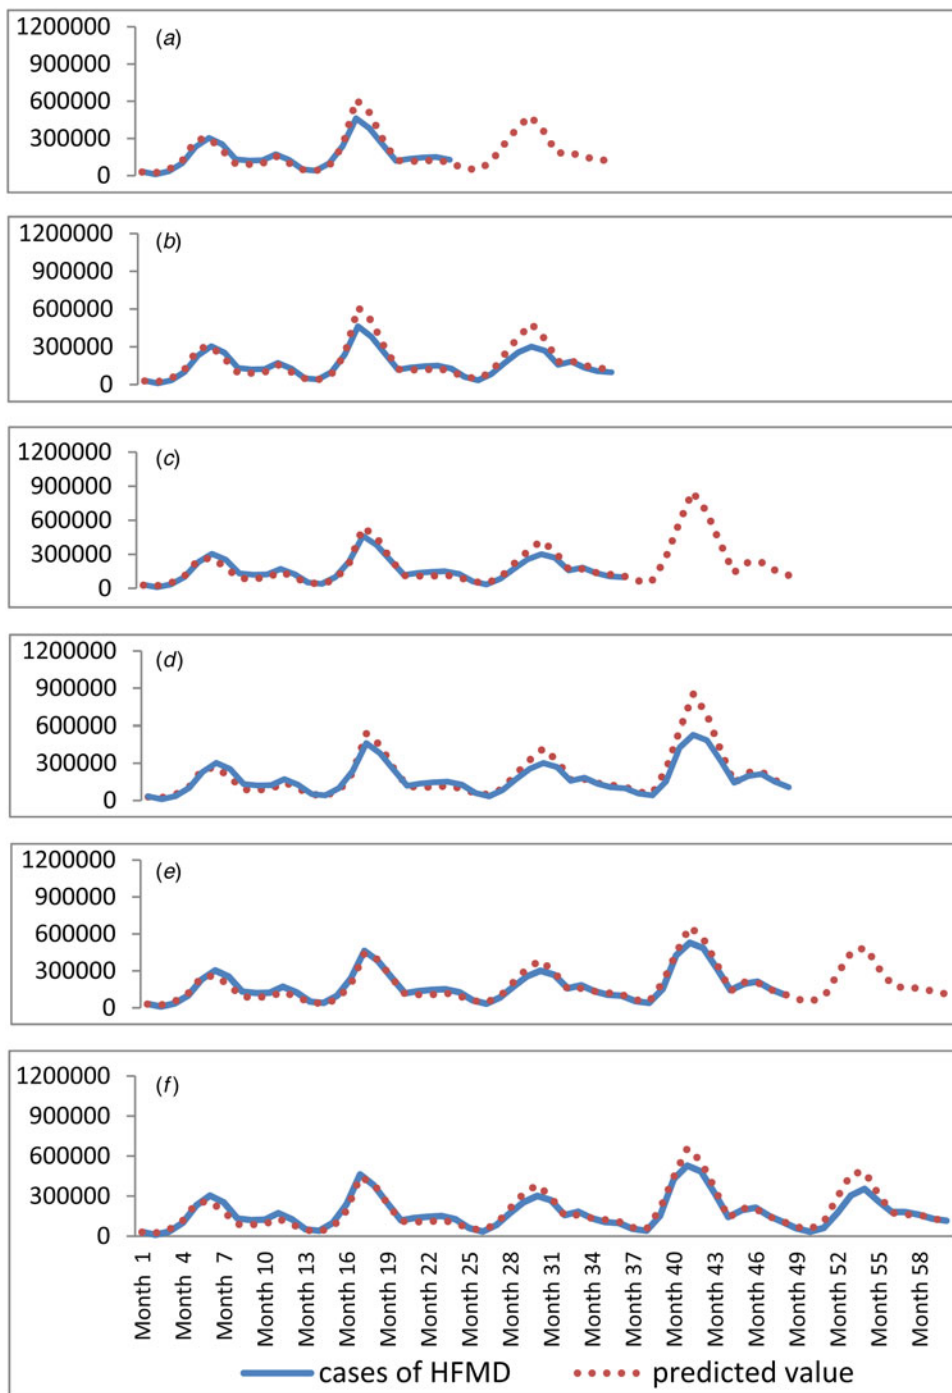 (a)
1200000
900000
600000
300000
0
(b)
1200000
900000
600000
300000
0
(c)
1200000
900000
600000
300000
0
(d)
1200000
900000
600000
300000
0
(e)
1200000
900000
600000
300000
0
(f)
1200000
900000
600000
300000
0
Month 1
Month 4
Month 7
Month 10
Month 13
Month 16
Month 19
Month 22
Month 25
Month 28
Month 31
Month 34
Month 37
Month 40
Month 43
Month 46
Month 49
Month 52
Month 55
Month 58
cases of HFMD
predicted value